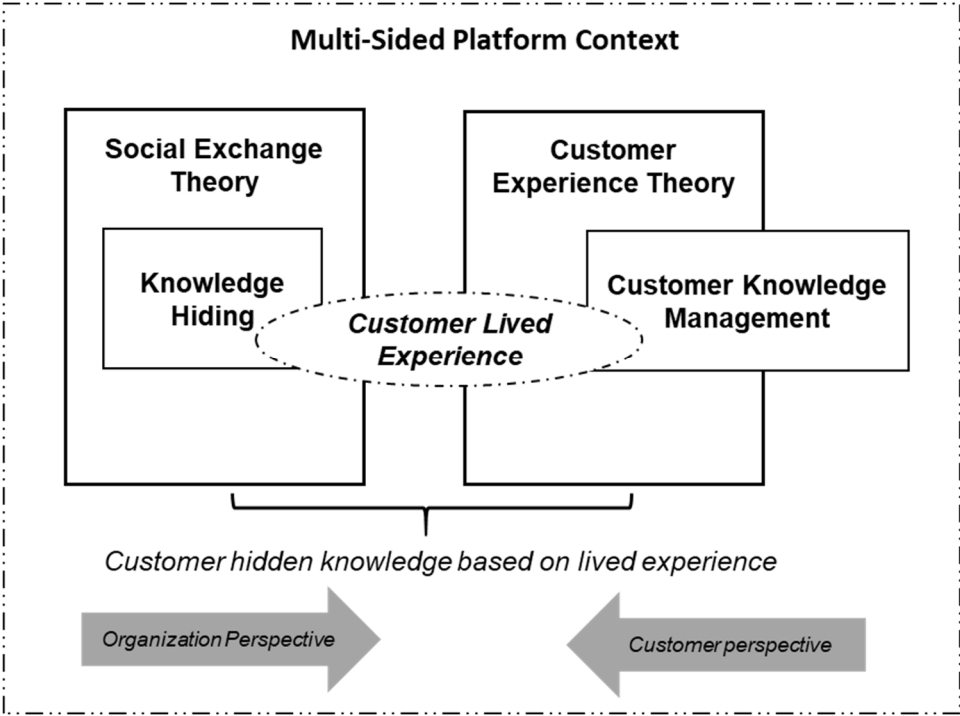 Multi-Sided Platform Context
Social Exchange
Theory
Customer
Experience Theory
Knowledge
Hiding
Customer Knowledge
Management
Customer Lived
Experience
Customer hidden knowledge based on lived experience
Organization Perspective
Customer perspective